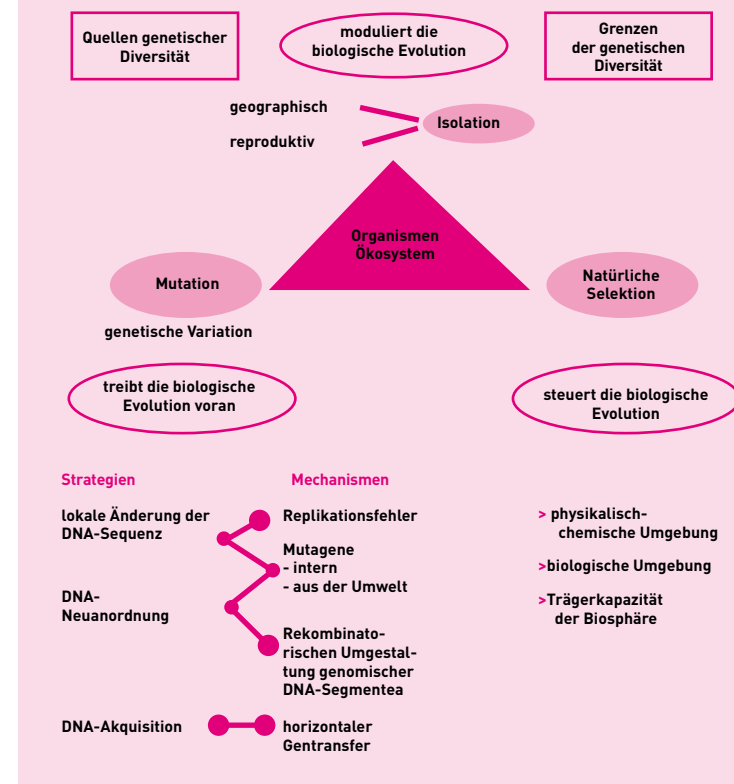 Quellen genetischer
Diversität
moduliert die
biologische Evolution
Grenzen
der genetischen
Diversität
geographisch
reproduktiv
Isolation
Organismen
Ökosystem
Mutation
genetische Variation
Natürliche
Selektion
treibt die biologische
Evolution voran
steuert die biologische
Evolution
Strategien
lokale Änderung der
DNA-Sequenz
DNA-
Neuanordnung
DNA-Akquisition
Mechanismen
Replikationsfehler
Mutagene
- intern
- aus der Umwelt
Rekombinato-
rischen Umgestal-
tung genomischer
DNA-Segmentea
horizontaler
Gentransfer
> physikalisch-
chemische Umgebung
>biologische Umgebung
>Trägerkapazität
der Biosphäre